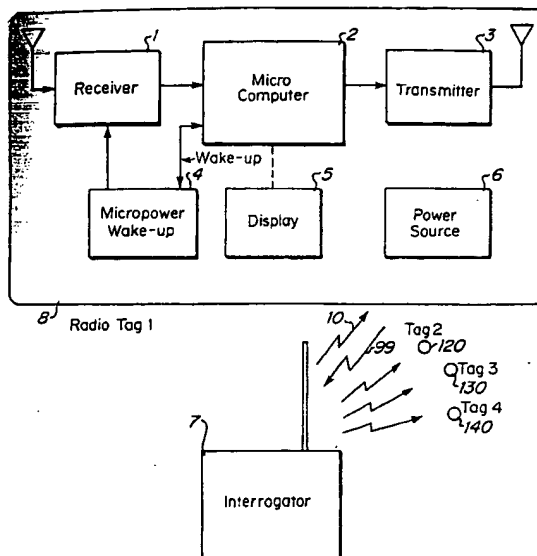 1
2
3
Receiver
Micro
Computer
Transmitter
Wake-up
4
5
6
Micropower
Wake-up
Display
Power
Source
8
Radio Tag 1
10
99
Tag 2
120
Tag 3
130
Tag 4
140
7
Interrogator